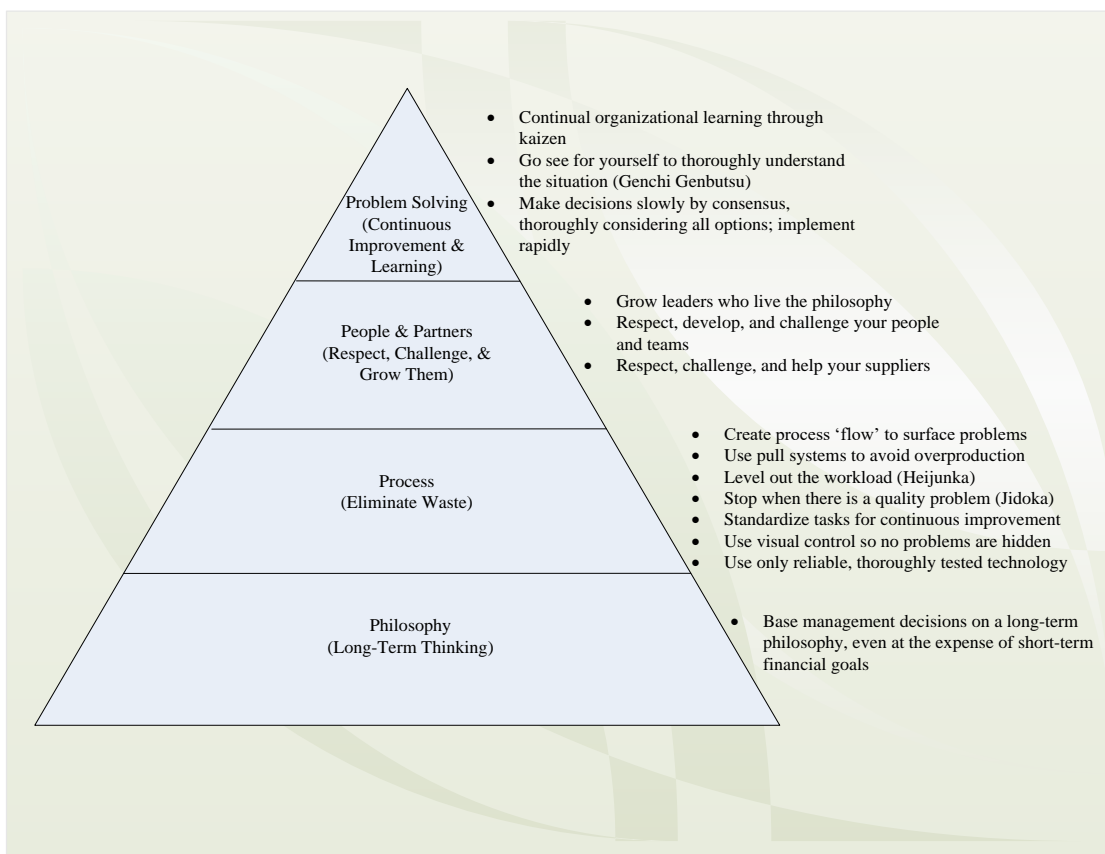 Problem Solving
(Continuous
Improvement &
Learning)
• Continual organizational learning through
kaizen
• Go see for yourself to thoroughly understand
the situation (Genchi Genbutsu)
• Make decisions slowly by consensus,
thoroughly considering all options; implement
rapidly
People & Partners
(Respect, Challenge, &
Grow Them)
• Grow leaders who live the philosophy
• Respect, develop, and challenge your people
and teams
• Respect, challenge, and help your suppliers
Process
(Eliminate Waste)
• Create process ‘flow’ to surface problems
• Use pull systems to avoid overproduction
• Level out the workload (Heijunka)
• Stop when there is a quality problem (Jidoka)
• Standardize tasks for continuous improvement
• Use visual control so no problems are hidden
• Use only reliable, thoroughly tested technology
Philosophy
(Long-Term Thinking)
• Base management decisions on a long-term
philosophy, even at the expense of short-term
financial goals